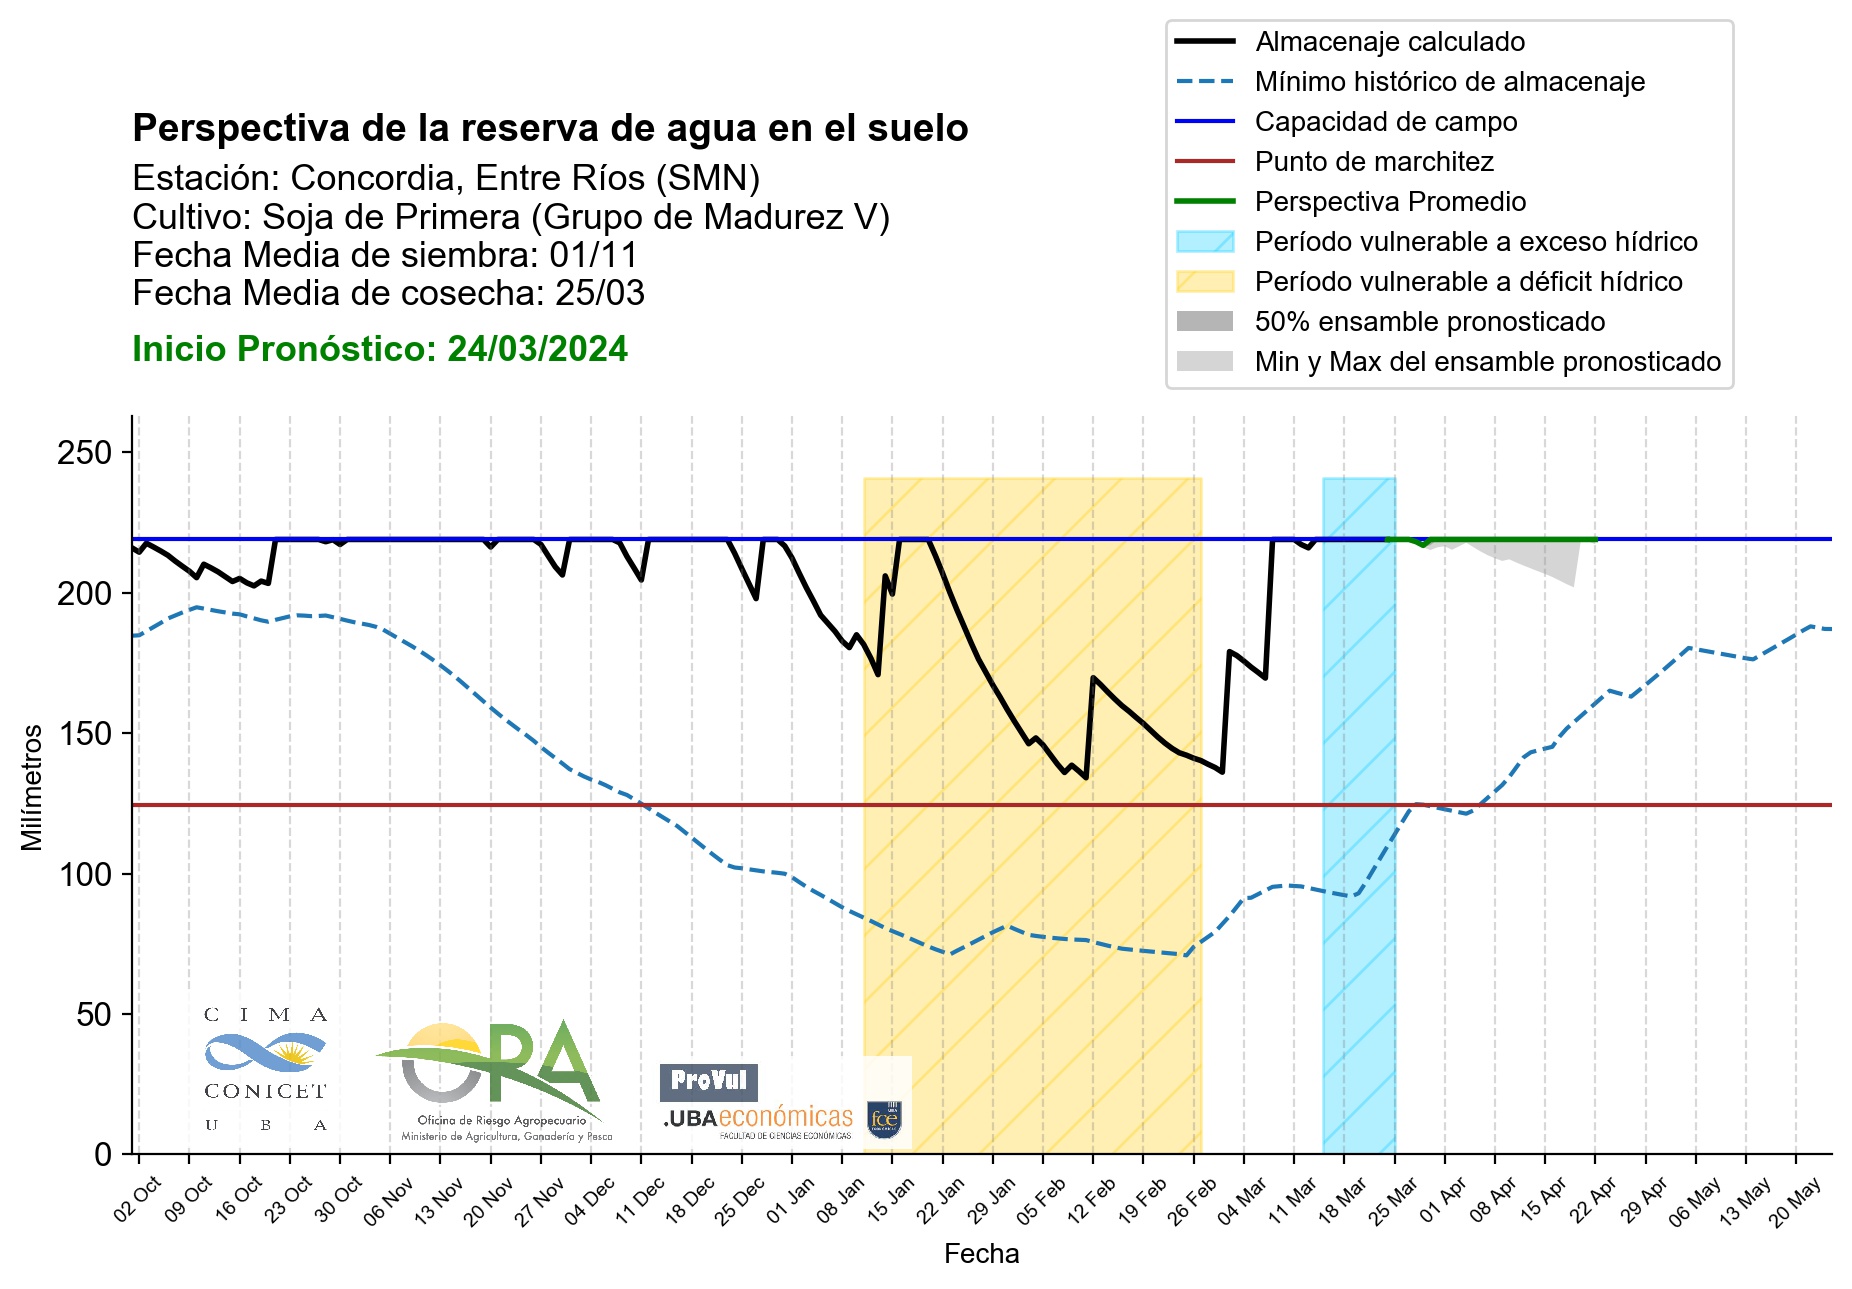 Almacenaje calculado
Mínimo histórico de almacenaje
Capacidad de campo
Punto de marchitez
Perspectiva Promedio
Período vulnerable a exceso hídrico
Período vulnerable a déficit hídrico
50% ensamble pronosticado
Min y Max del ensamble pronosticado
Perspectiva de la reserva de agua en el suelo
Estación: Concordia, Entre Ríos (SMN)
Cultivo: Soja de Primera (Grupo de Madurez V)
Fecha Media de siembra: 01/11
Fecha Media de cosecha: 25/03
Inicio Pronóstico: 24/03/2024
250
200
150
100
50
0
Milímetros
CIMA
CONICET
UBA
OPA
Oficina de Riesgo Agropecuario
Ministerio de Agricultura, Ganadería y Pesca
ProVul
.UBAeconómicas
FACULTAD DE CIENCIAS ECONÓMICAS
UBA
fce
ECONÓMICAS
02 Oct
09 Oct
16 Oct
23 Oct
30 Oct
06 Nov
13 Nov
20 Nov
27 Nov
04 Dec
11 Dec
18 Dec
25 Dec
01 Jan
08 Jan
15 Jan
22 Jan
29 Jan
05 Feb
12 Feb
19 Feb
26 Feb
04 Mar
11 Mar
18 Mar
25 Mar
01 Apr
08 Apr
15 Apr
22 Apr
29 Apr
06 May
13 May
20 May
Fecha